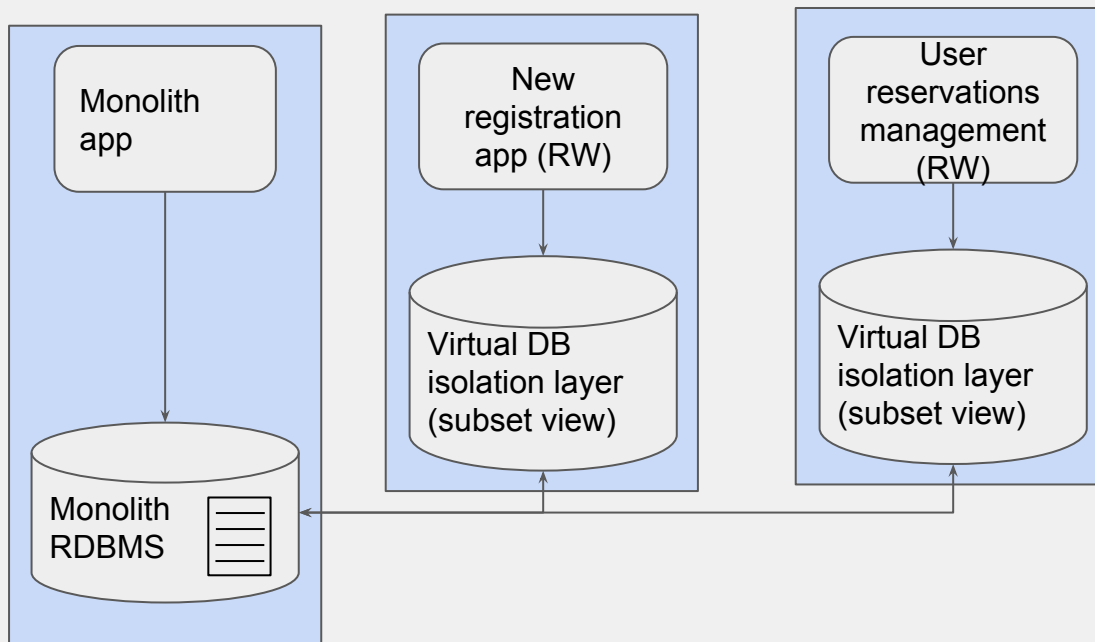 Monolith
app
New
registration
app (RW)
User
reservations
management
(RW)
Virtual DB
isolation layer
(subset view)
Virtual DB
isolation layer
(subset view)
Monolith
RDBMS